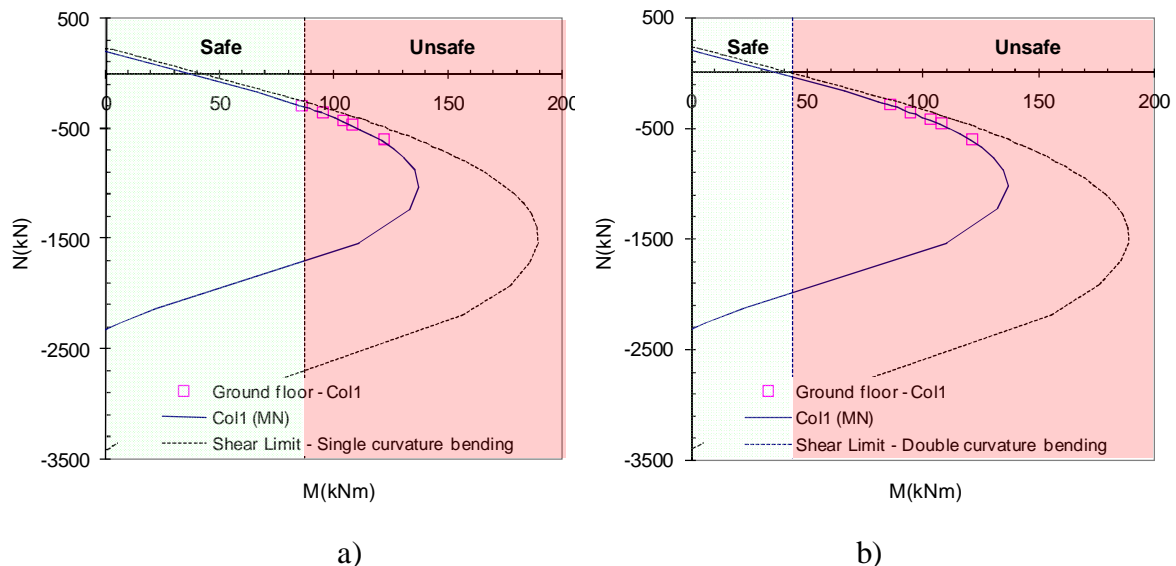 500
Safe
Unsafe
0
50
100
150
200
-500
-1500
-2500
-3500
N(kN)
Ground floor - Col1
Col1 (MN)
Shear Limit - Single curvature bending
M(kNm)
a)
500
Safe
Unsafe
0
50
100
150
200
-500
-1500
-2500
-3500
N(kN)
Ground floor - Col1
Col1 (MN)
Shear Limit - Double curvature bending
M(kNm)
b)